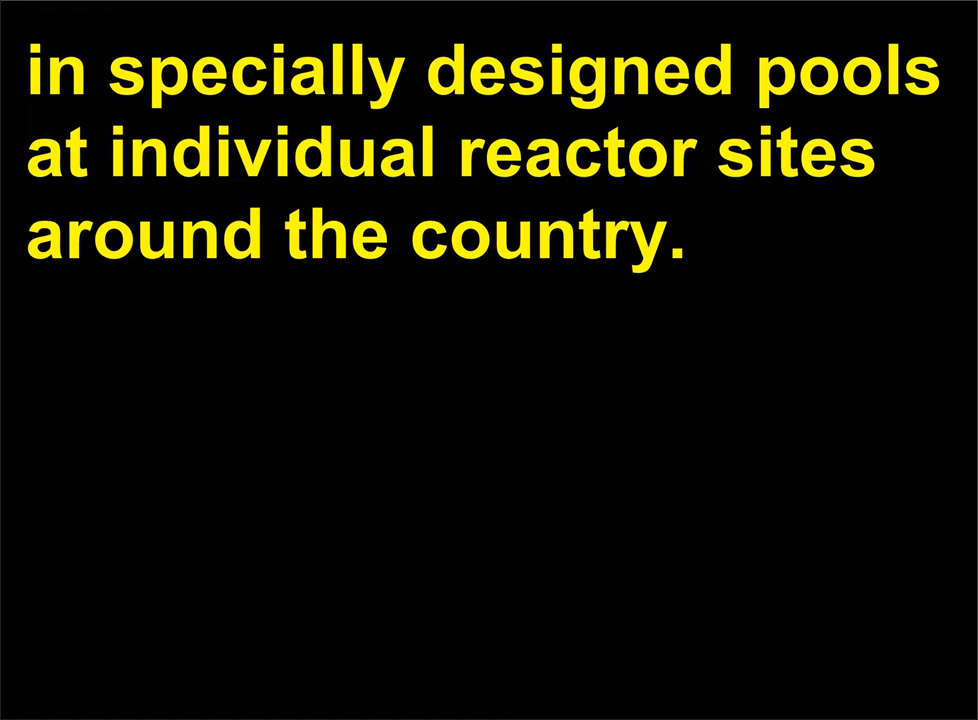 in specially designed pools
at individual reactor sites
around the country.